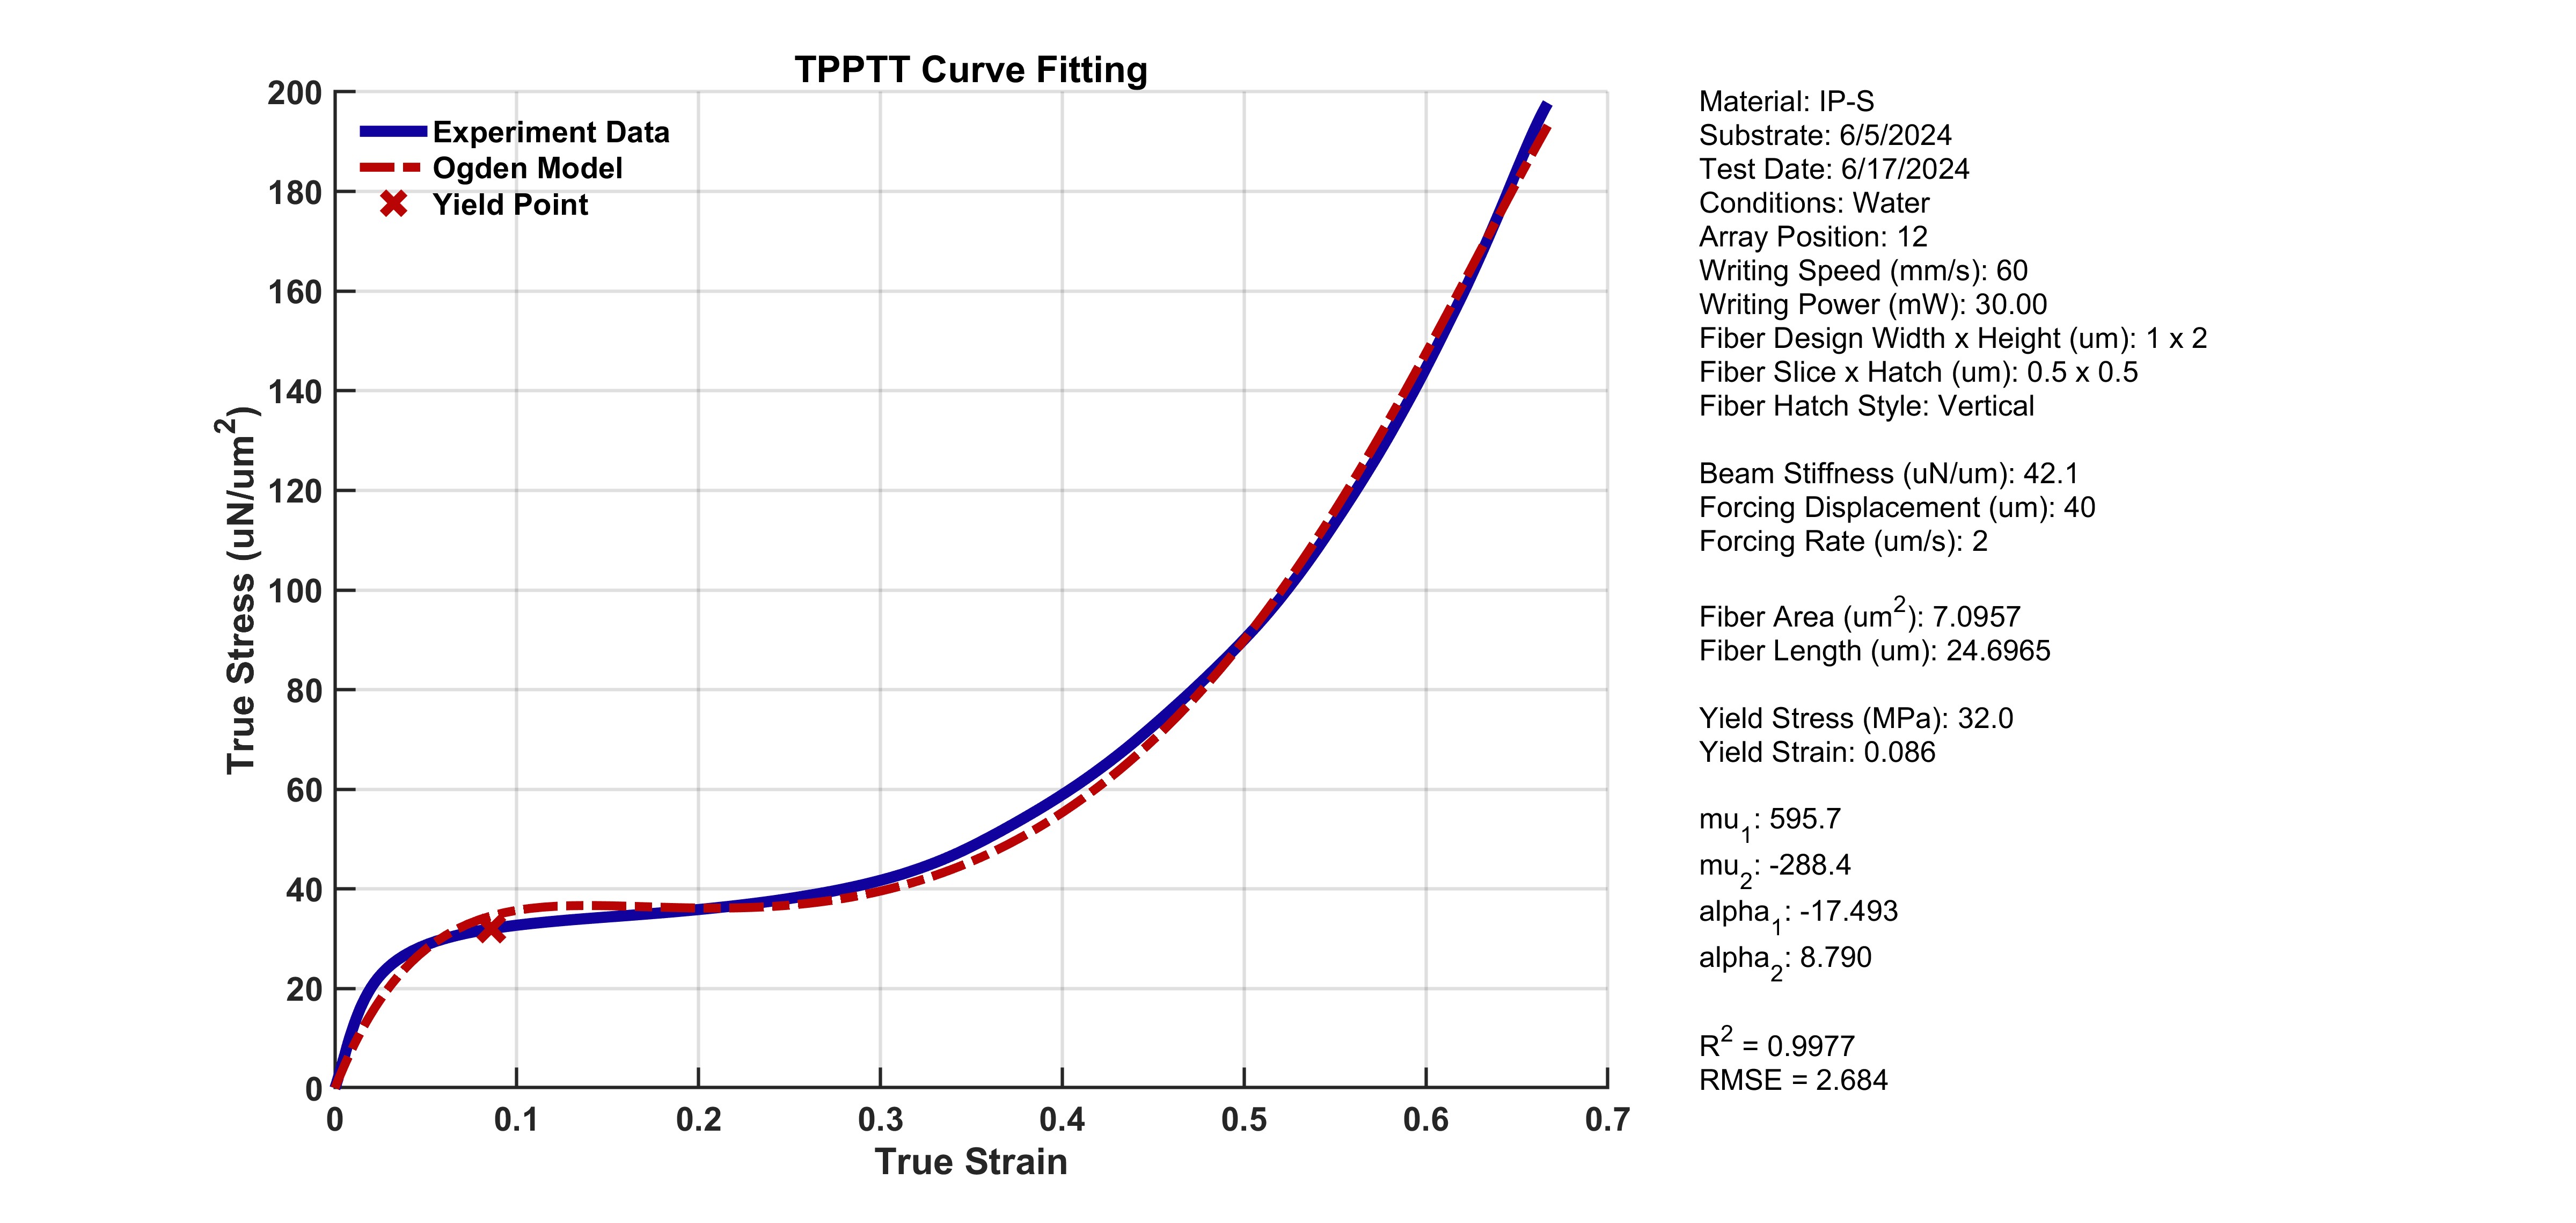 TPPTT Curve Fitting
200
180
160
140
120
100
80
60
40
20
0
True Stress (uN/um²)
Experiment Data
Ogden Model
Yield Point
0 0.1 0.2 0.3 0.4 0.5 0.6 0.7
True Strain
Material: IP-S
Substrate: 6/5/2024
Test Date: 6/17/2024
Conditions: Water
Array Position: 12
Writing Speed (mm/s): 60
Writing Power (mW): 30.00
Fiber Design Width x Height (um): 1 x 2
Fiber Slice x Hatch (um): 0.5 x 0.5
Fiber Hatch Style: Vertical
Beam Stiffness (uN/um): 42.1
Forcing Displacement (um): 40
Forcing Rate (um/s): 2
Fiber Area (um²): 7.0957
Fiber Length (um): 24.6965
Yield Stress (MPa): 32.0
Yield Strain: 0.086
mu₁: 595.7
mu₂: -288.4
alpha₁: -17.493
alpha₂: 8.790
R² = 0.9977
RMSE = 2.684